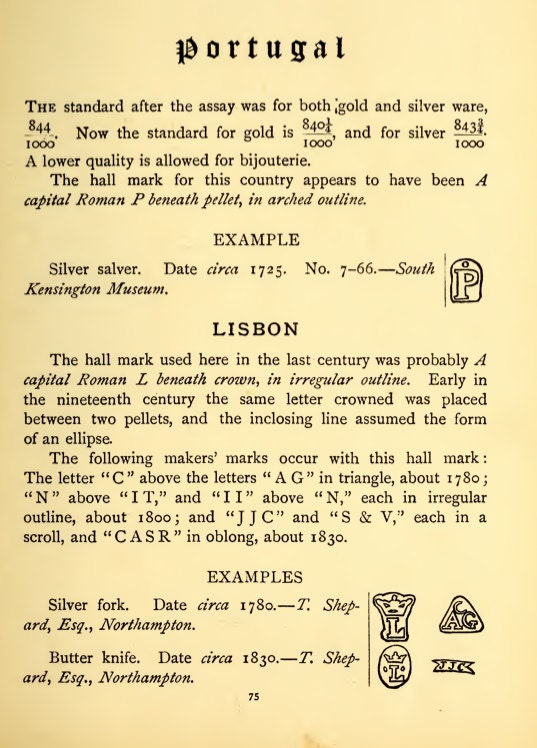 Portugal
THE standard after the assay was for both gold and silver ware,
844/1000. Now the standard for gold is 840¼/1000, and for silver 843¾/1000.
A lower quality is allowed for bijouterie.
The hall mark for this country appears to have been A
capital Roman P beneath pellet, in arched outline.
EXAMPLE
Silver salver. Date circa 1725. No. 7–66.—South
Kensington Museum.
P
LISBON
The hall mark used here in the last century was probably A
capital Roman L beneath crown, in irregular outline. Early in
the nineteenth century the same letter crowned was placed
between two pellets, and the inclosing line assumed the form
of an ellipse.
The following makers' marks occur with this hall mark:
The letter "C" above the letters "A G" in triangle, about 1780;
"N" above "I T," and "I I" above "N," each in irregular
outline, about 1800; and "J J C" and "S & V," each in a
scroll, and "C A S R" in oblong, about 1830.
EXAMPLES
Silver fork. Date circa 1780.—T. Shep-
ard, Esq., Northampton.
L
C
AG
Butter knife. Date circa 1830.—T. Shep-
ard, Esq., Northampton.
·L·
JJC
75